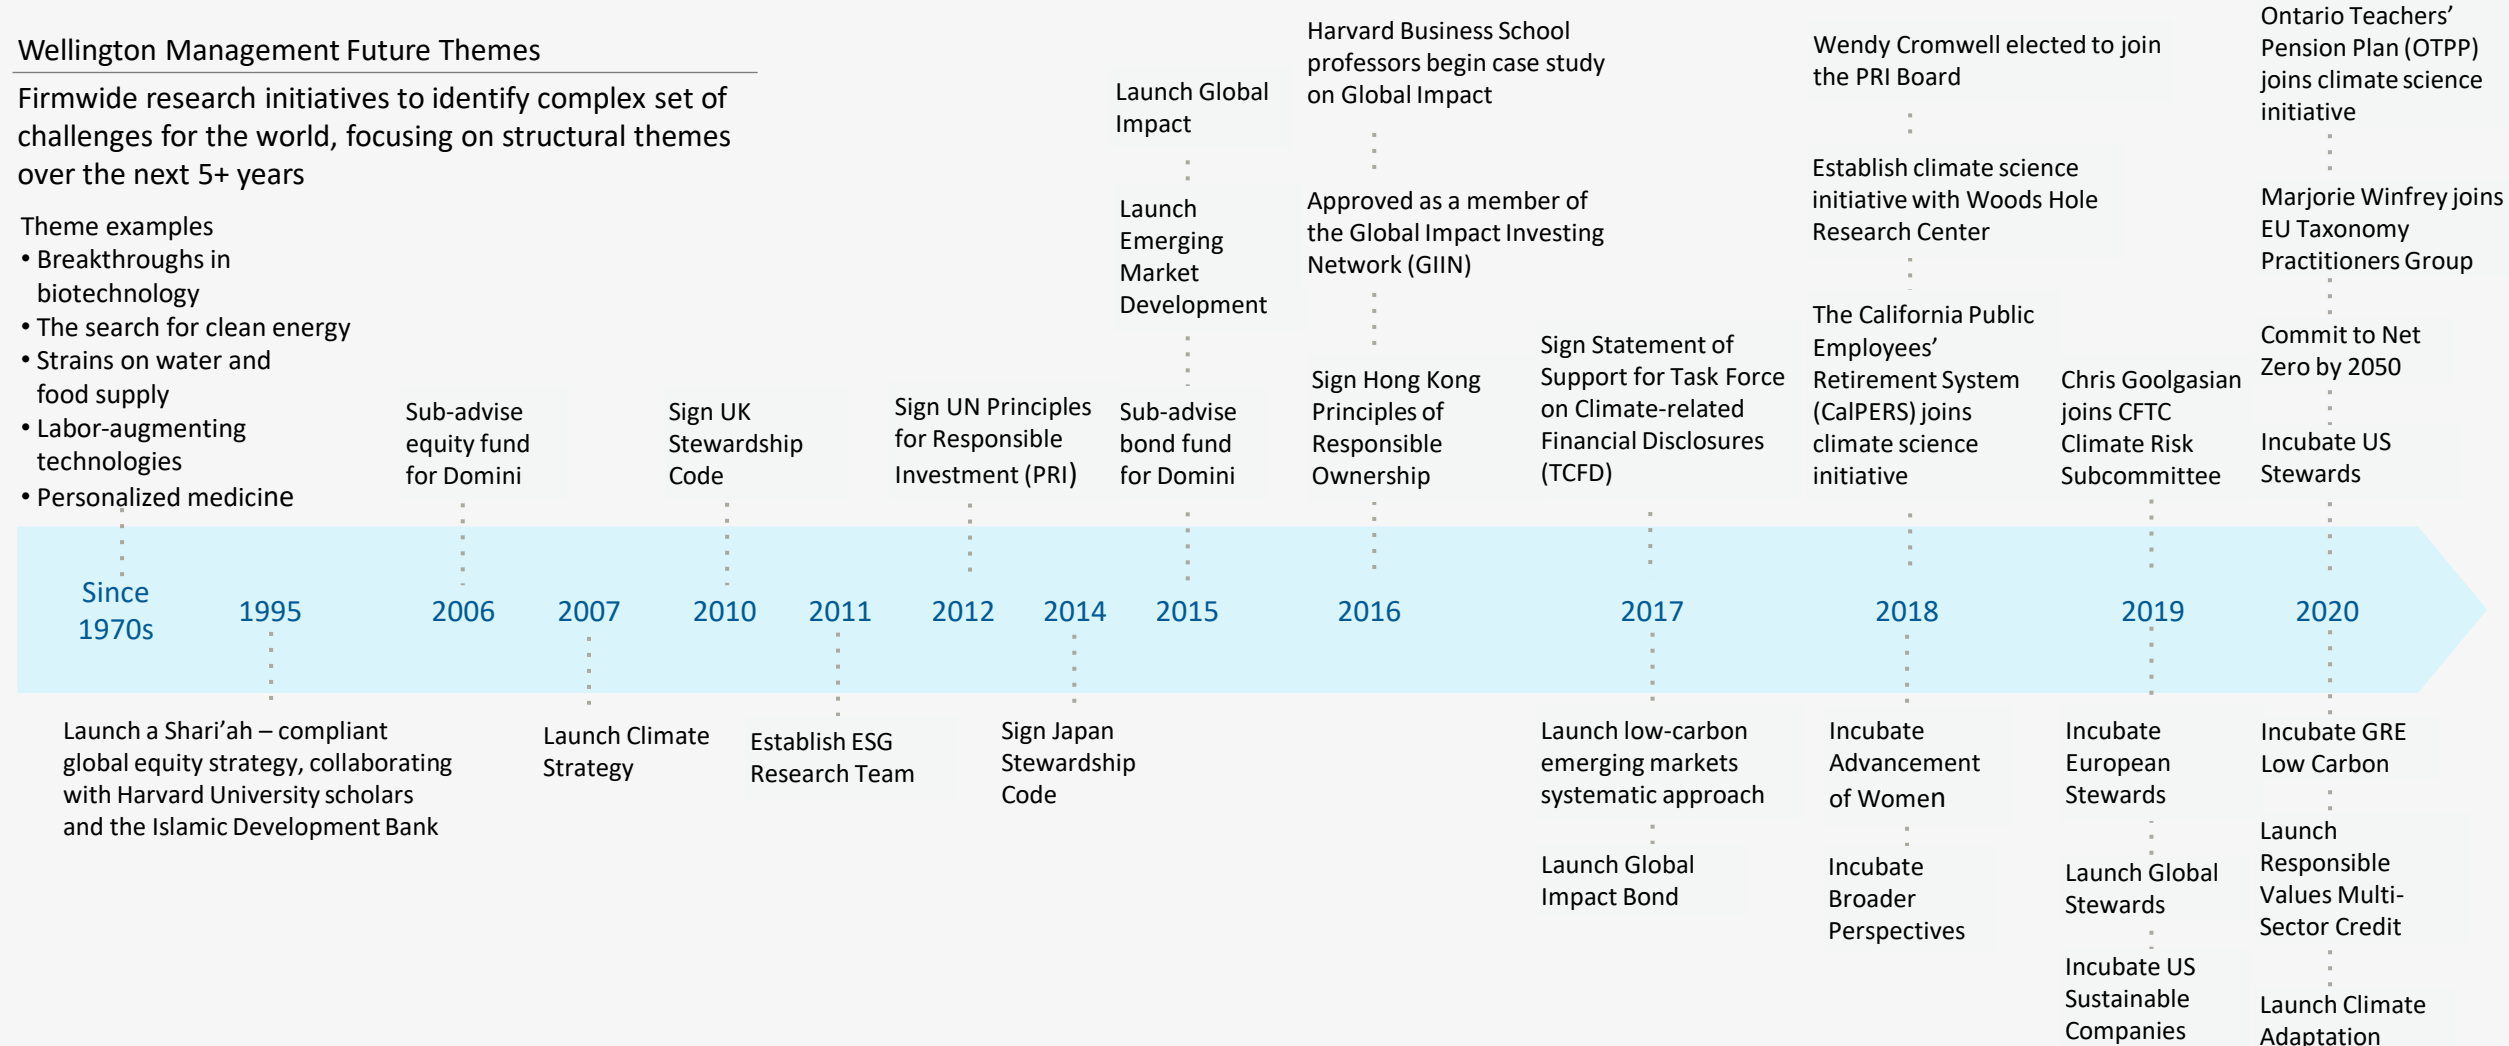 Wellington Management Future Themes
Firmwide research initiatives to identify complex set of
challenges for the world, focusing on structural themes
over the next 5+ years
Theme examples
• Breakthroughs in
biotechnology
• The search for clean energy
• Strains on water and
food supply
• Labor-augmenting
technologies
• Personalized medicine
Sub-advise
equity fund
for Domini
Sign UK
Stewardship
Code
Sign UN Principles
for Responsible
Investment (PRI)
Launch Global
Impact
Launch
Emerging
Market
Development
Sub-advise
bond fund
for Domini
Harvard Business School
professors begin case study
on Global Impact
Approved as a member of
the Global Impact Investing
Network (GIIN)
Sign Hong Kong
Principles of
Responsible
Ownership
Sign Statement of
Support for Task Force
on Climate-related
Financial Disclosures
(TCFD)
Wendy Cromwell elected to join
the PRI Board
Establish climate science
initiative with Woods Hole
Research Center
The California Public
Employees’
Retirement System
(CalPERS) joins
climate science
initiative
Chris Goolgasian
joins CFTC
Climate Risk
Subcommittee
Ontario Teachers’
Pension Plan (OTPP)
joins climate science
initiative
Marjorie Winfrey joins
EU Taxonomy
Practitioners Group
Commit to Net
Zero by 2050
Incubate US
Stewards
Since
1970s
1995
2006
2007
2010
2011
2012
2014
2015
2016
2017
2018
2019
2020
Launch a Shari’ah – compliant
global equity strategy, collaborating
with Harvard University scholars
and the Islamic Development Bank
Launch Climate
Strategy
Establish ESG
Research Team
Sign Japan
Stewardship
Code
Launch low-carbon
emerging markets
systematic approach
Launch Global
Impact Bond
Incubate
Advancement
of Women
Incubate
Broader
Perspectives
Incubate
European
Stewards
Launch Global
Stewards
Incubate US
Sustainable
Companies
Incubate GRE
Low Carbon
Launch
Responsible
Values Multi-
Sector Credit
Launch Climate
Adaptation